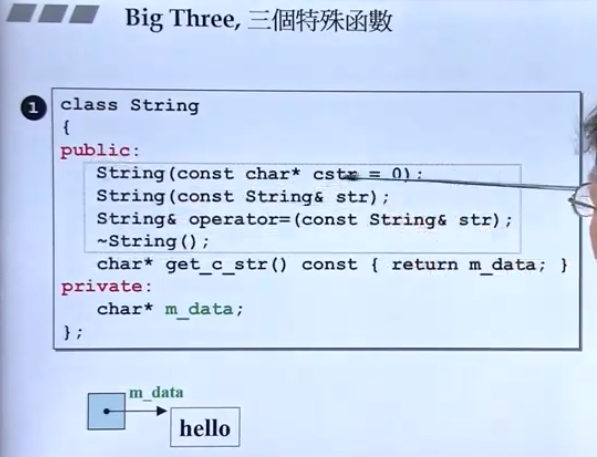 Big Three, 三個特殊函數
1
class String
{
public:
String(const char* cstr = 0);
String(const String& str);
String& operator=(const String& str);
~String();
char* get_c_str() const { return m_data; }
private:
char* m_data;
};
m_data
hello